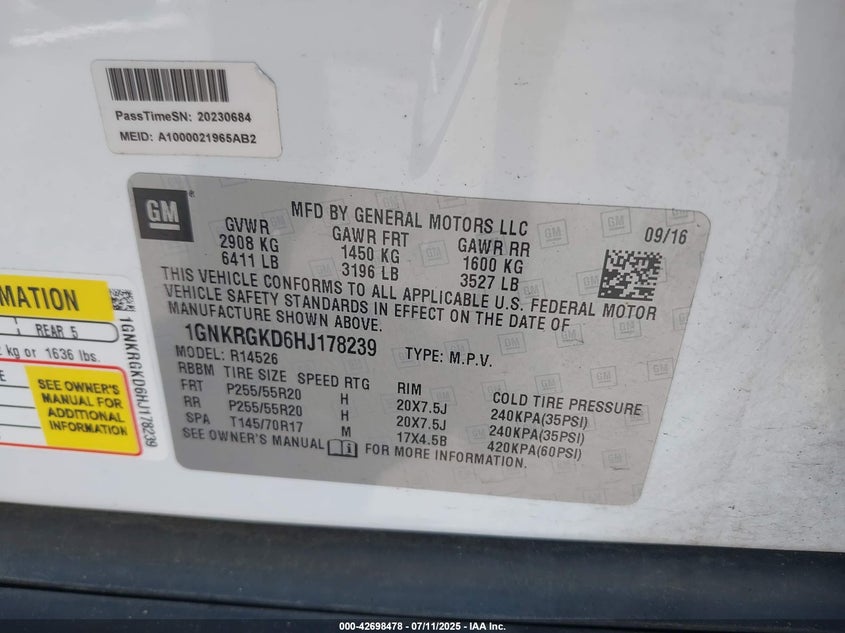 PassTimeSN: 20230684
MEID: A1000021965AB2
GM
®
MFD BY GENERAL MOTORS LLC
09/16
GVWR GAWR FRT GAWR RR
2908 KG 1450 KG 1600 KG
6411 LB 3196 LB 3527 LB
THIS VEHICLE CONFORMS TO ALL APPLICABLE U.S. FEDERAL MOTOR
VEHICLE SAFETY STANDARDS IN EFFECT ON THE DATE OF
MANUFACTURE SHOWN ABOVE.
1GNKRGKD6HJ178239 TYPE: M.P.V.
MODEL: R14526
RBBM TIRE SIZE SPEED RTG RIM COLD TIRE PRESSURE
FRT P255/55R20 H 20X7.5J 240KPA(35PSI)
RR P255/55R20 H 20X7.5J 240KPA(35PSI)
SPA T145/70R17 M 17X4.5B 420KPA(60PSI)
SEE OWNER'S MANUAL FOR MORE INFORMATION.
MATION
REAR 5
kg or 1636 lbs.
SEE OWNER'S
MANUAL FOR
ADDITIONAL
INFORMATION
1GNKRGKD6HJ178239
000-42698478 - 07/11/2025 - IAA Inc.